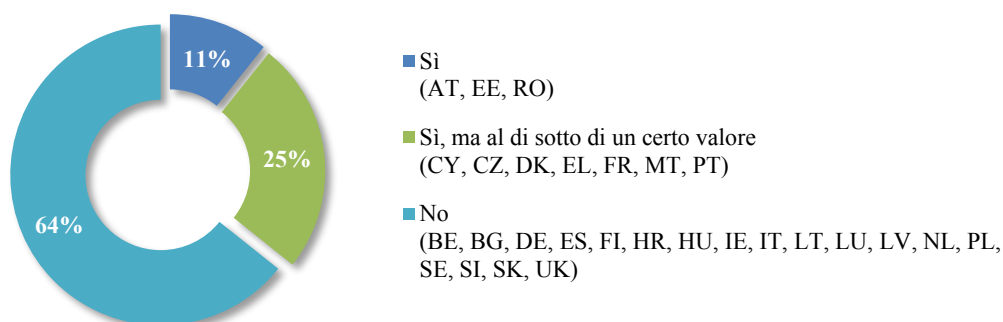 11%
25%
64%
Sì
(AT, EE, RO)
Sì, ma al di sotto di un certo valore
(CY, CZ, DK, EL, FR, MT, PT)
No
(BE, BG, DE, ES, FI, HR, HU, IE, IT, LT, LU, LV, NL, PL,
SE, SI, SK, UK)